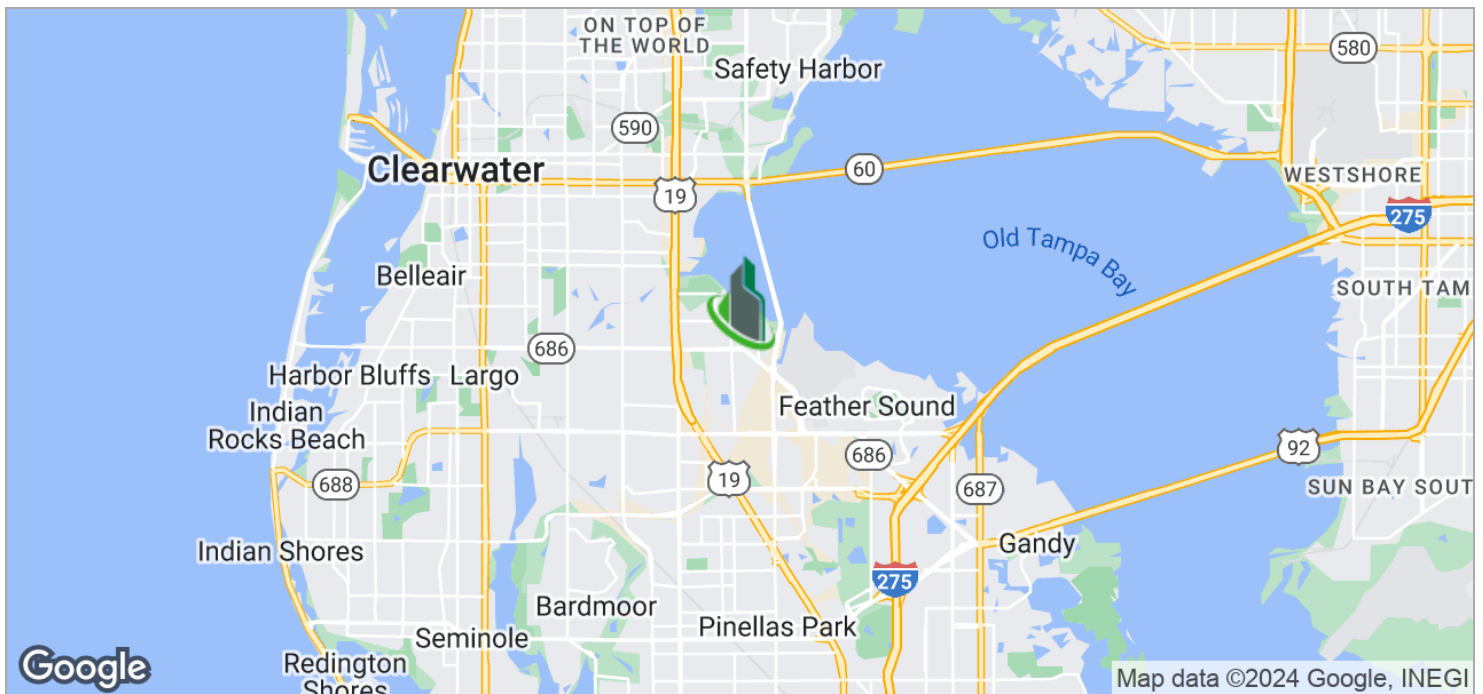 ON TOP OF
THE WORLD
580
Safety Harbor
590
Clearwater
60
WESTSHORE
19
275
Old Tampa Bay
Belleair
SOUTH TAM
686
Harbor Bluffs
Largo
Indian
Rocks Beach
Feather Sound
92
686
19
688
687
SUN BAY SOUT
Indian Shores
Gandy
275
Bardmoor
Pinellas Park
Seminole
Redington
Shores
Google
Map data ©2024 Google, INEGI